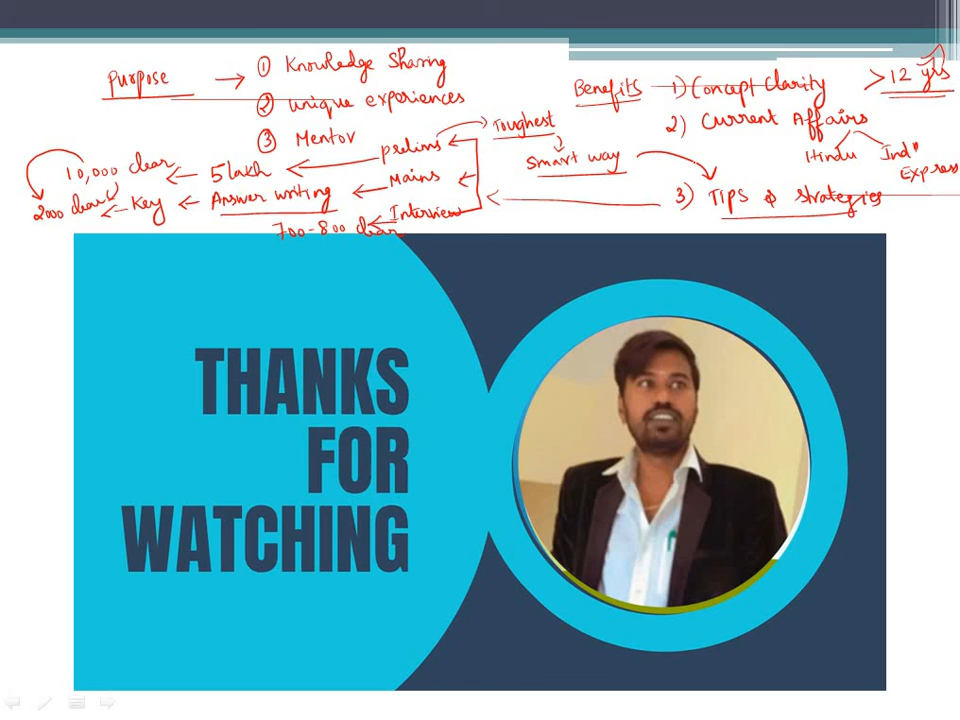 Purpose → ① Knowledge Sharing
② Unique experiences
③ Mentor
Benefits 1) Concept Clarity > 12 yrs
2) Current Affairs
Hindu Ind Express
3) TIPS & Strategies
Toughest
Smart way
prelims ← 5 lakh ← 10,000 clear
Mains ← Answer writing ← Key ← 2000 clear
Interview ← 700-800 clear
THANKS
FOR
WATCHING